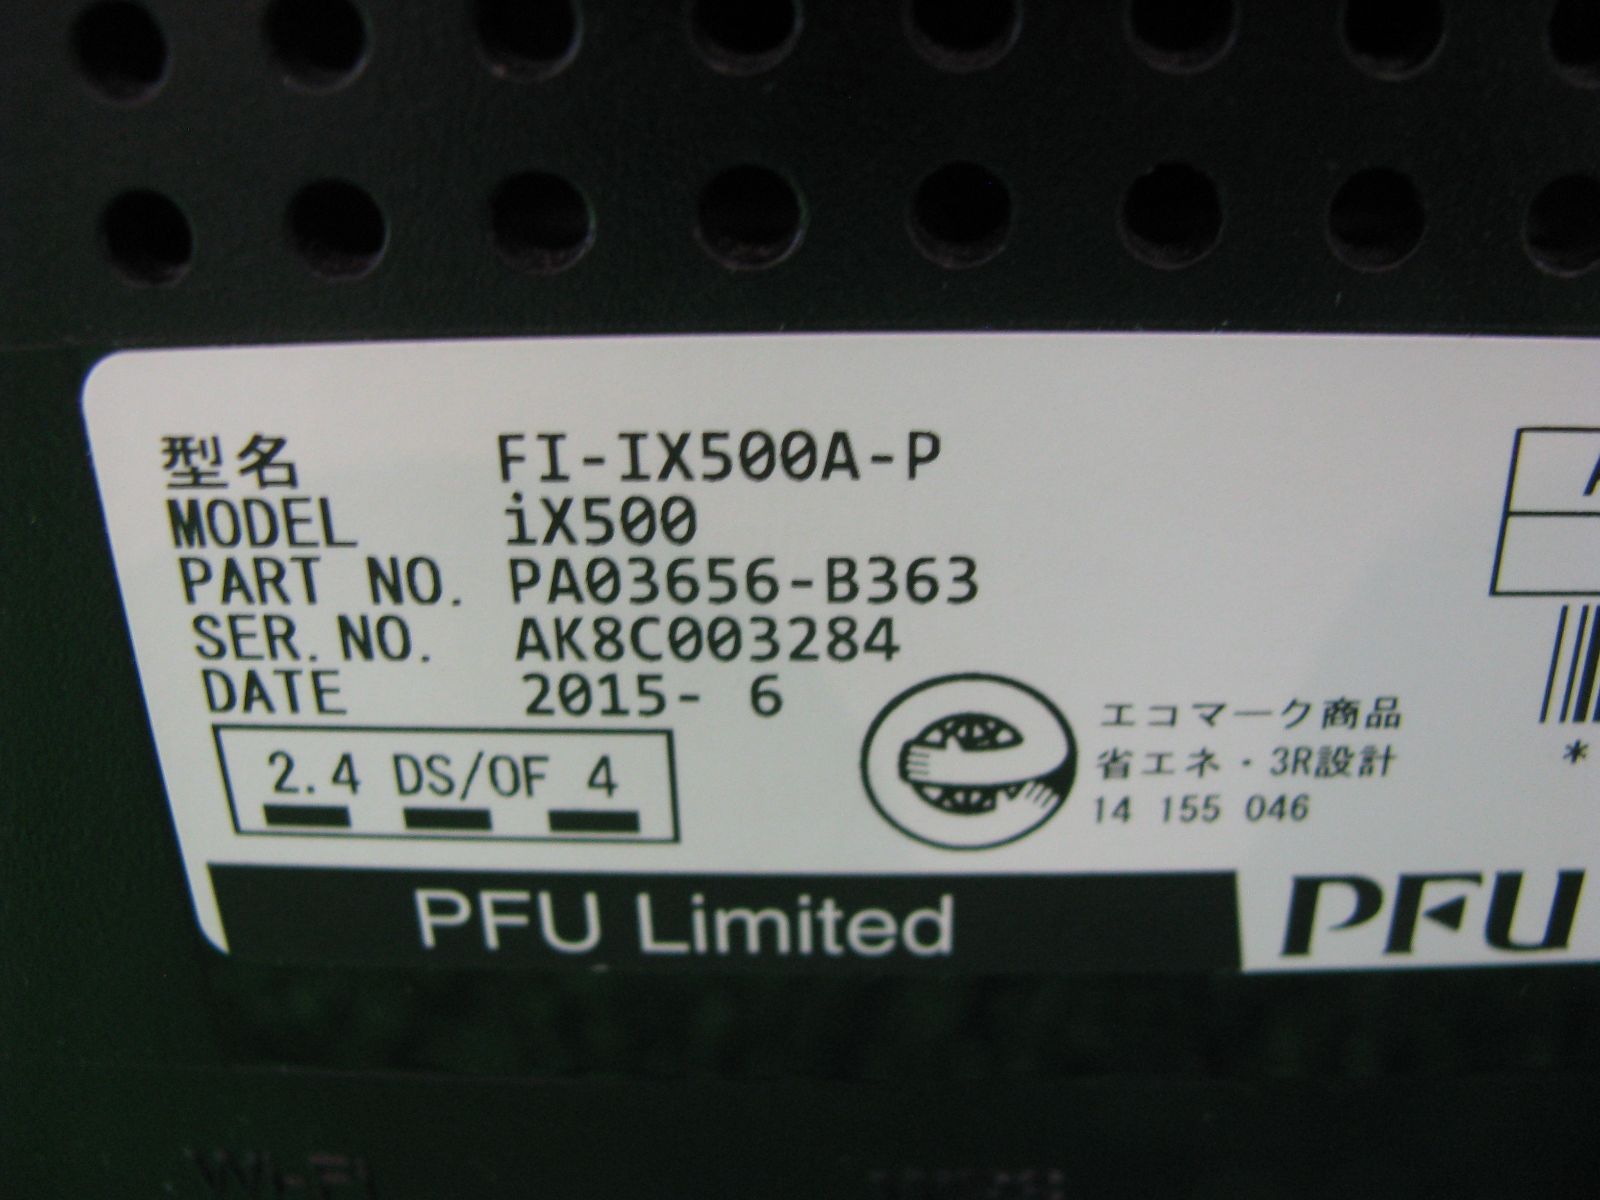 型名 FI-IX500A-P
MODEL iX500
PART NO. PA03656-B363
SER.NO. AK8C003284
DATE 2015- 6
2.4 DS/OF 4
エコマーク商品
省エネ・3R設計
14 155 046
*
PFU Limited
PFU
Wi-Fi